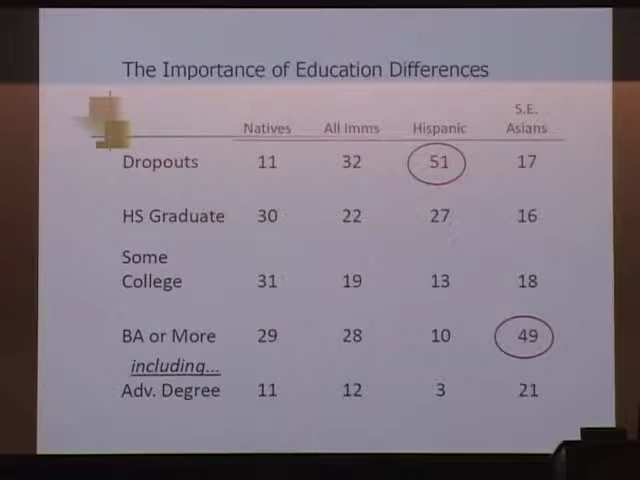 The Importance of Education Differences
S.E.
Natives All Imms Hispanic Asians
Dropouts 11 32 51 17
HS Graduate 30 22 27 16
Some
College 31 19 13 18
BA or More 29 28 10 49
including...
Adv. Degree 11 12 3 21